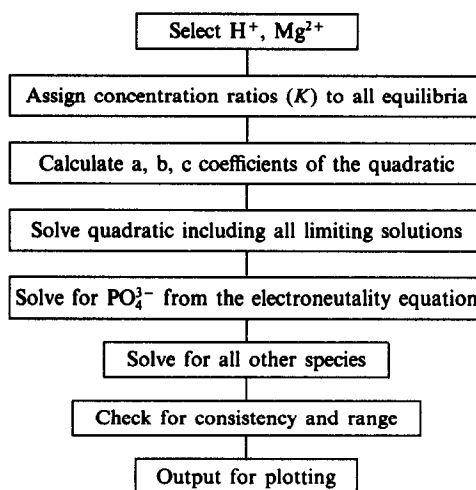 Select H⁺, Mg²⁺
Assign concentration ratios (K) to all equilibria
Calculate a, b, c coefficients of the quadratic
Solve quadratic including all limiting solutions
Solve for PO₄³⁻ from the electroneutality equation
Solve for all other species
Check for consistency and range
Output for plotting